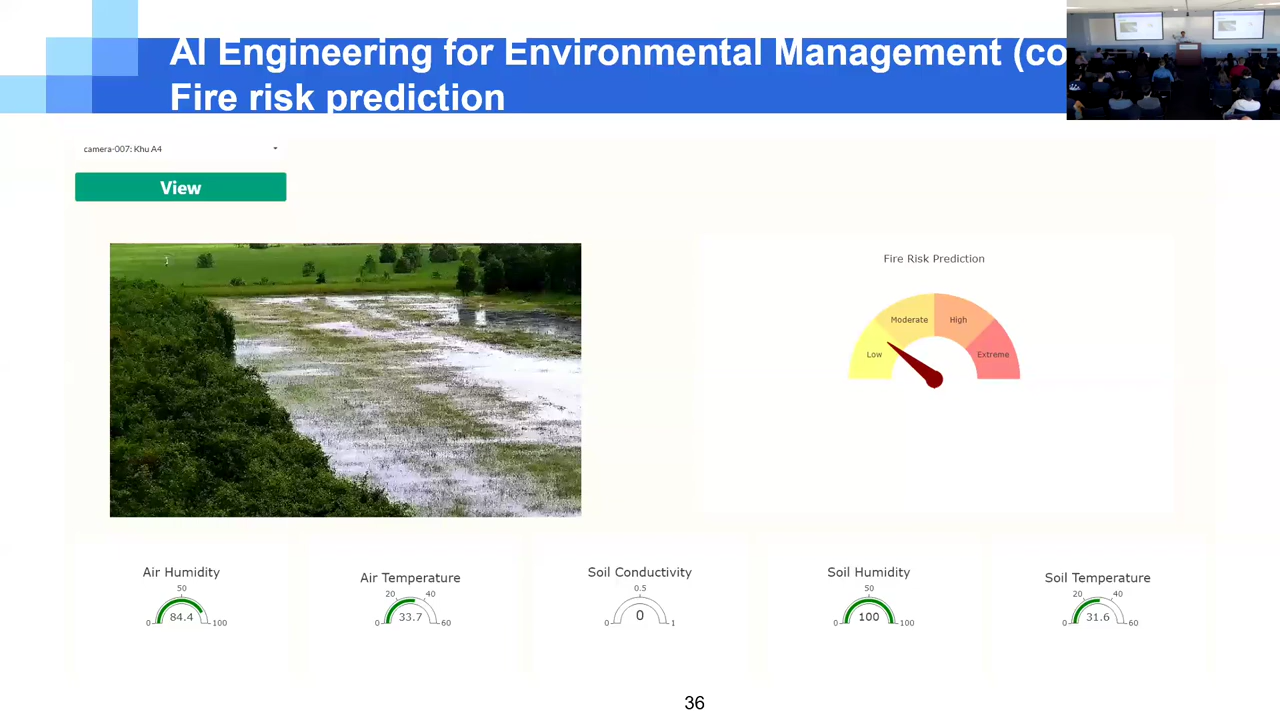 AI Engineering for Environmental Management (co
Fire risk prediction
camera-007: Khu A4
View
Fire Risk Prediction
Low
Moderate
High
Extreme
Air Humidity
0
50
100
84.4
Air Temperature
0
20
40
60
33.7
Soil Conductivity
0
0.5
1
0
Soil Humidity
0
50
100
100
Soil Temperature
0
20
40
60
31.6
36